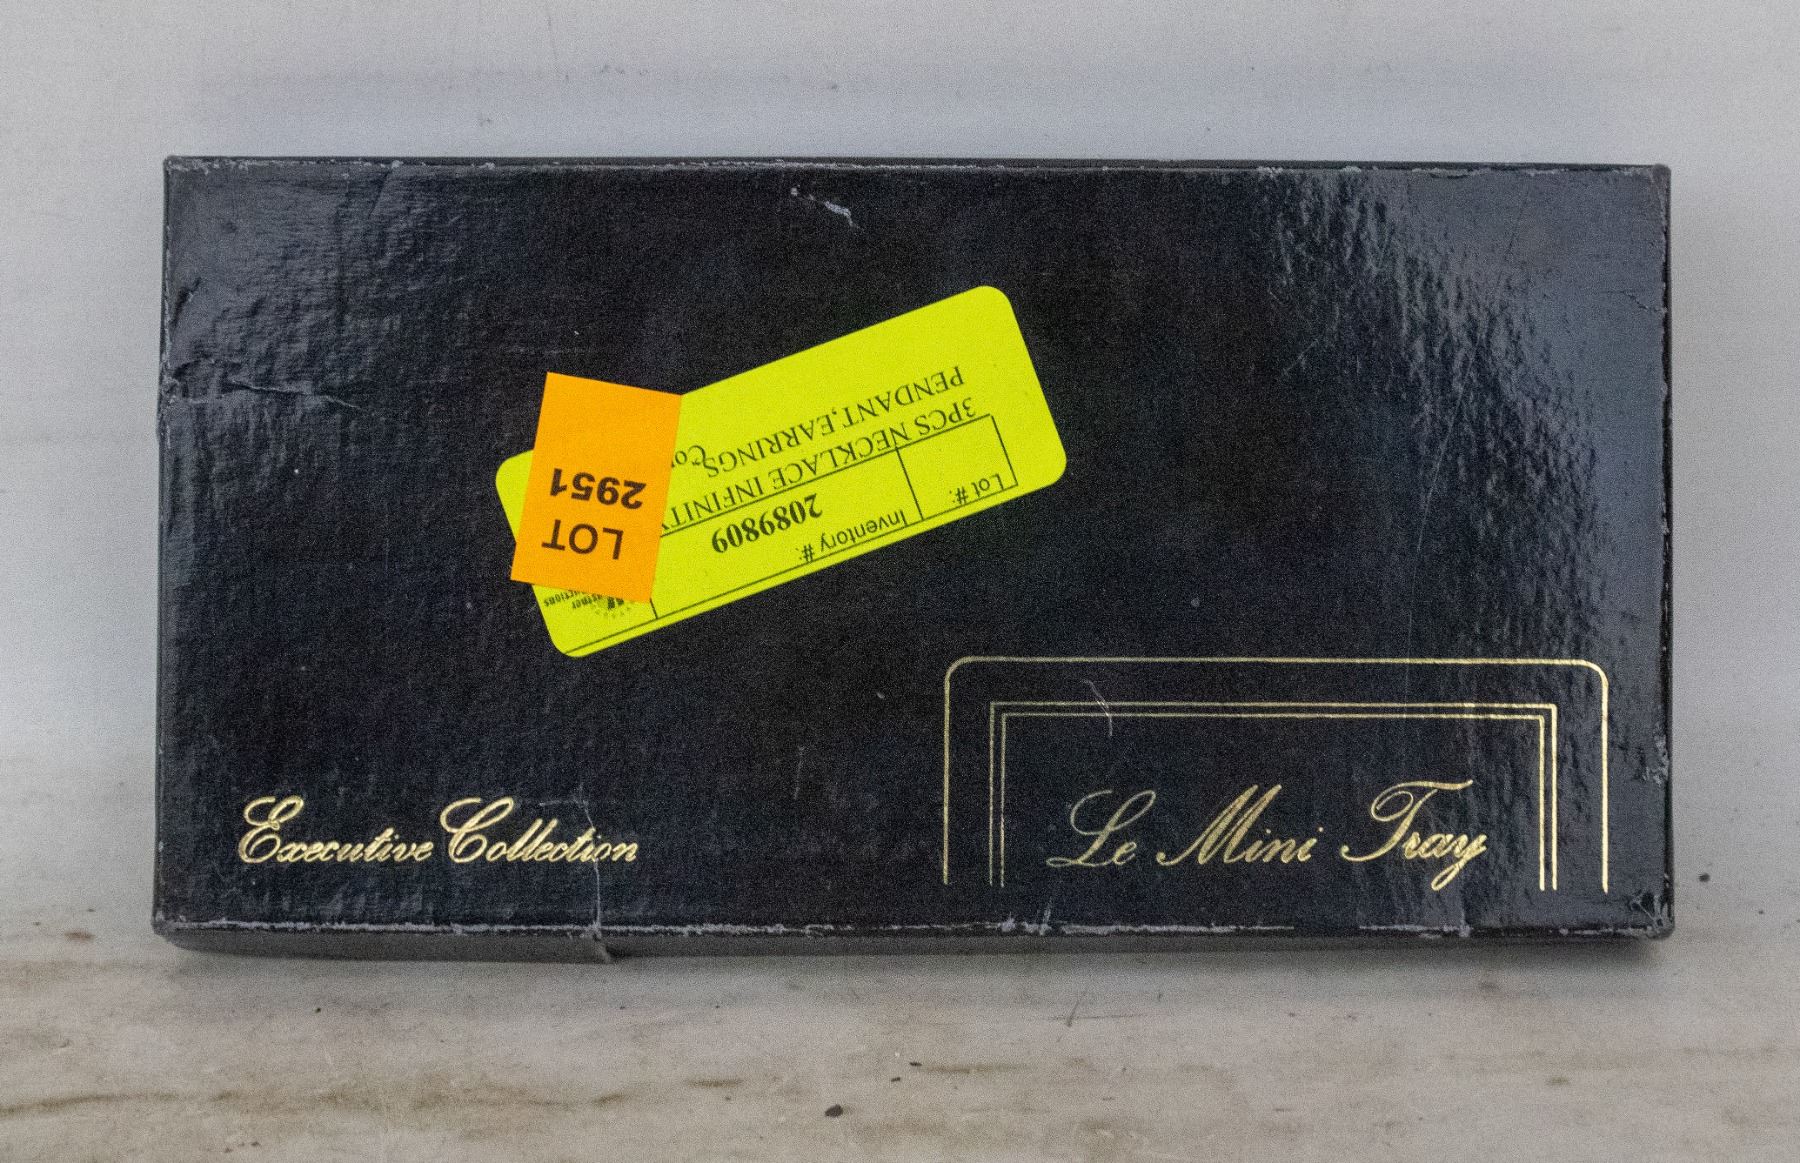 LOT
2951
Lot #:
Inventory #:
2089809
3PCS NECKLACE INFINITY
PENDANT,EARRINGS,
Executive Collection
Le Mini Tray